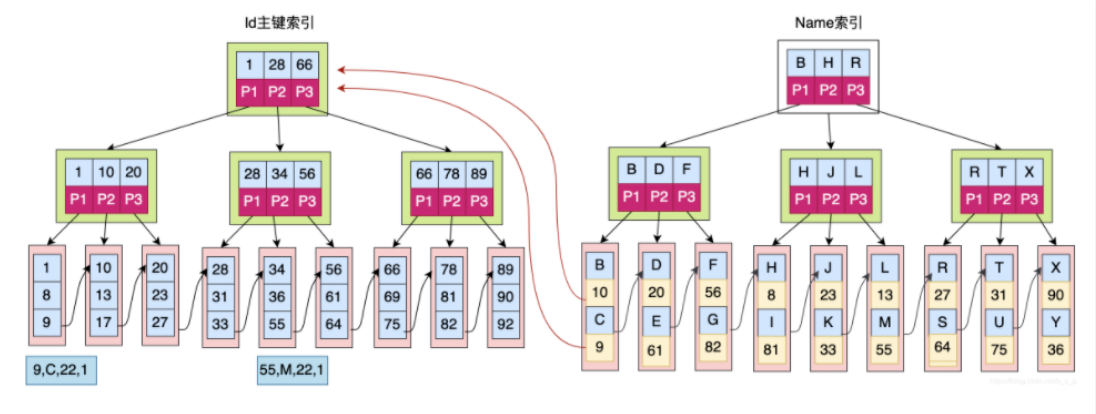 Id主键索引
Name索引
1 28 66
P1 P2 P3
B H R
P1 P2 P3
1 10 20
P1 P2 P3
28 34 56
P1 P2 P3
66 78 89
P1 P2 P3
B D F
P1 P2 P3
H J L
P1 P2 P3
R T X
P1 P2 P3
1 10 20 28 34 56 66 78 89
8 13 23 31 36 61 69 81 90
9 17 27 33 55 64 75 82 92
B D F H J L R T X
10 20 56 8 23 13 27 31 90
C E G I K M S U Y
9 61 82 81 33 55 64 75 36
9,C,22,1
55,M,22,1